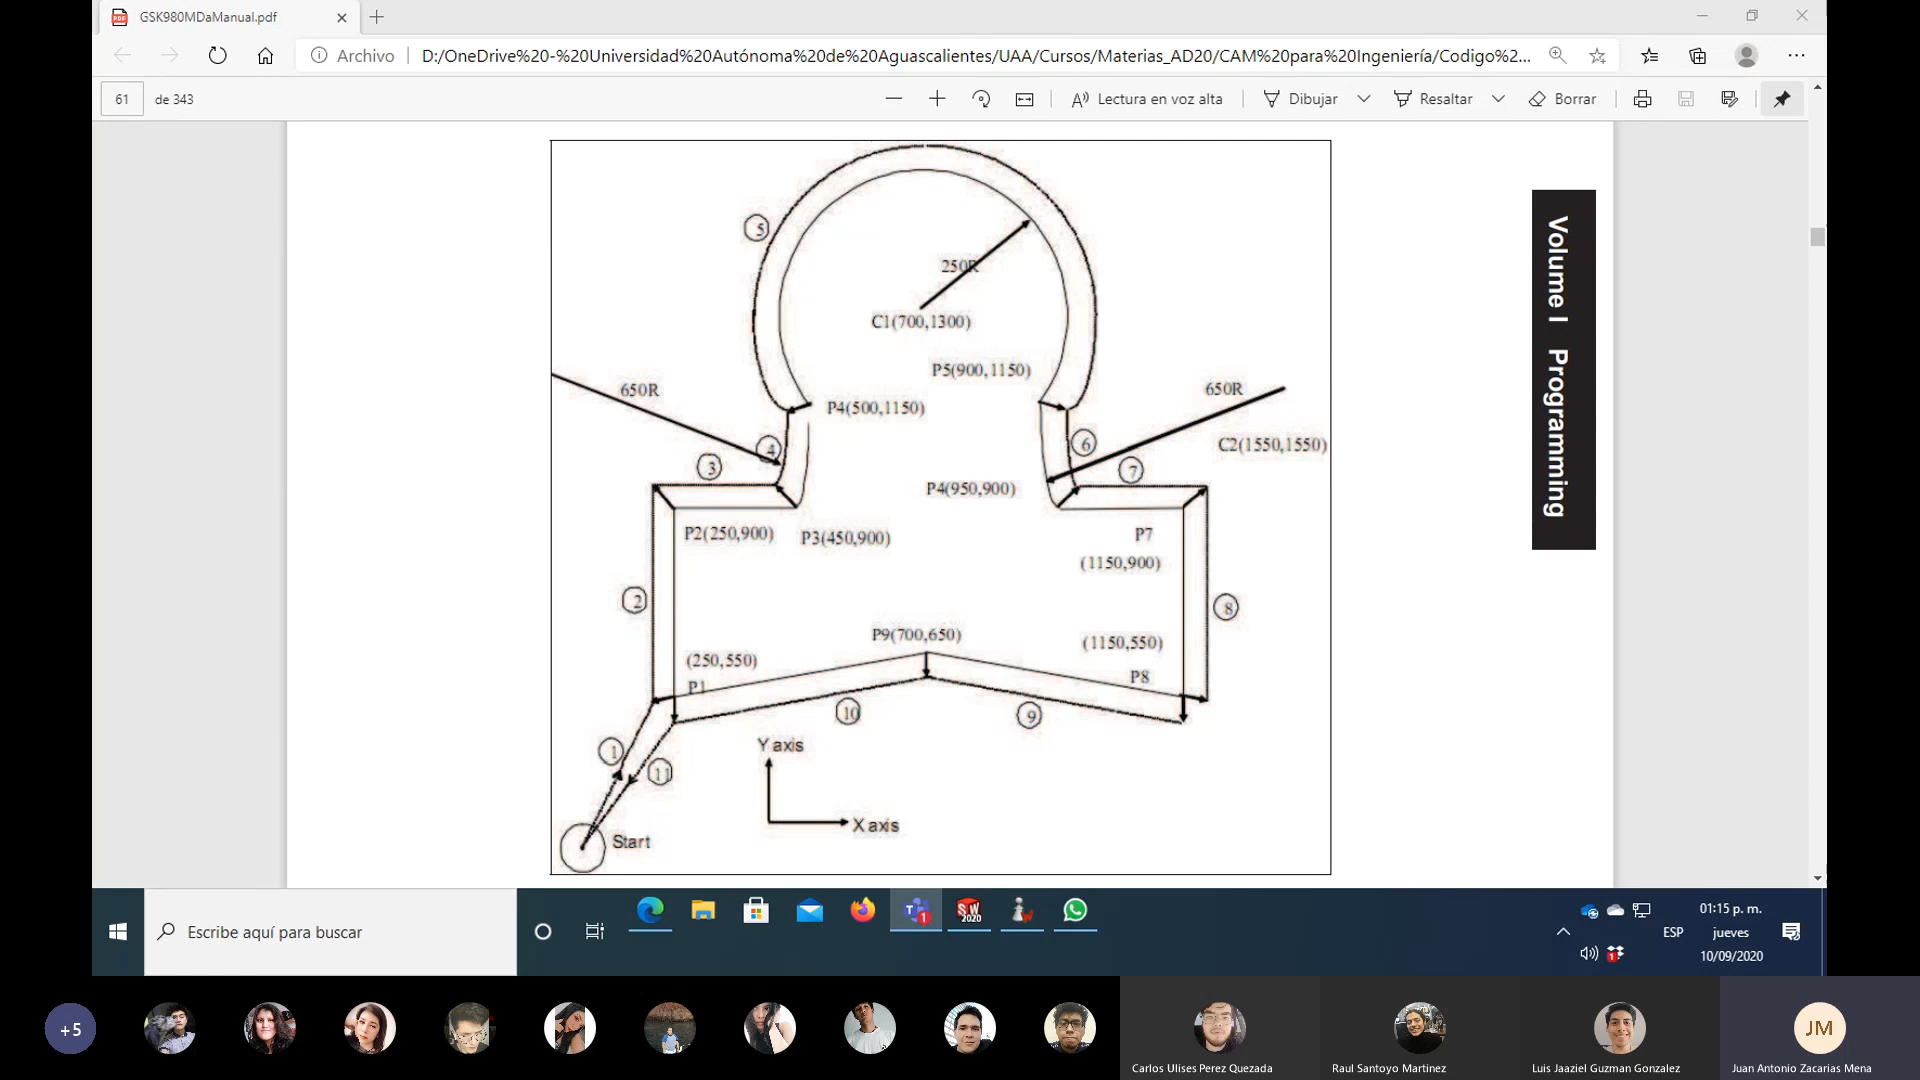 GSK980MDaManual.pdf
Archivo
D:/OneDrive%20-%20Universidad%20Autónoma%20de%20Aguascalientes/UAA/Cursos/Materias_AD20/CAM%20para%20Ingeniería/Codigo%2...
61
de 343
Lectura en voz alta
Dibujar
Resaltar
Borrar
5
250R
C1(700,1300)
P5(900,1150)
650R
650R
P4(500,1150)
4
6
C2(1550,1550)
3
7
P4(950,900)
P2(250,900)
P3(450,900)
P7
(1150,900)
2
8
P9(700,650)
(1150,550)
(250,550)
P1
P8
10
9
1
Y axis
11
X axis
Start
Volume I Programming
Escribe aquí para buscar
SW
2020
1
1
ESP
01:15 p. m.
jueves
10/09/2020
+5
JM
Carlos Ulises Perez Quezada
Raul Santoyo Martinez
Luis Jaaziel Guzman Gonzalez
Juan Antonio Zacarias Mena